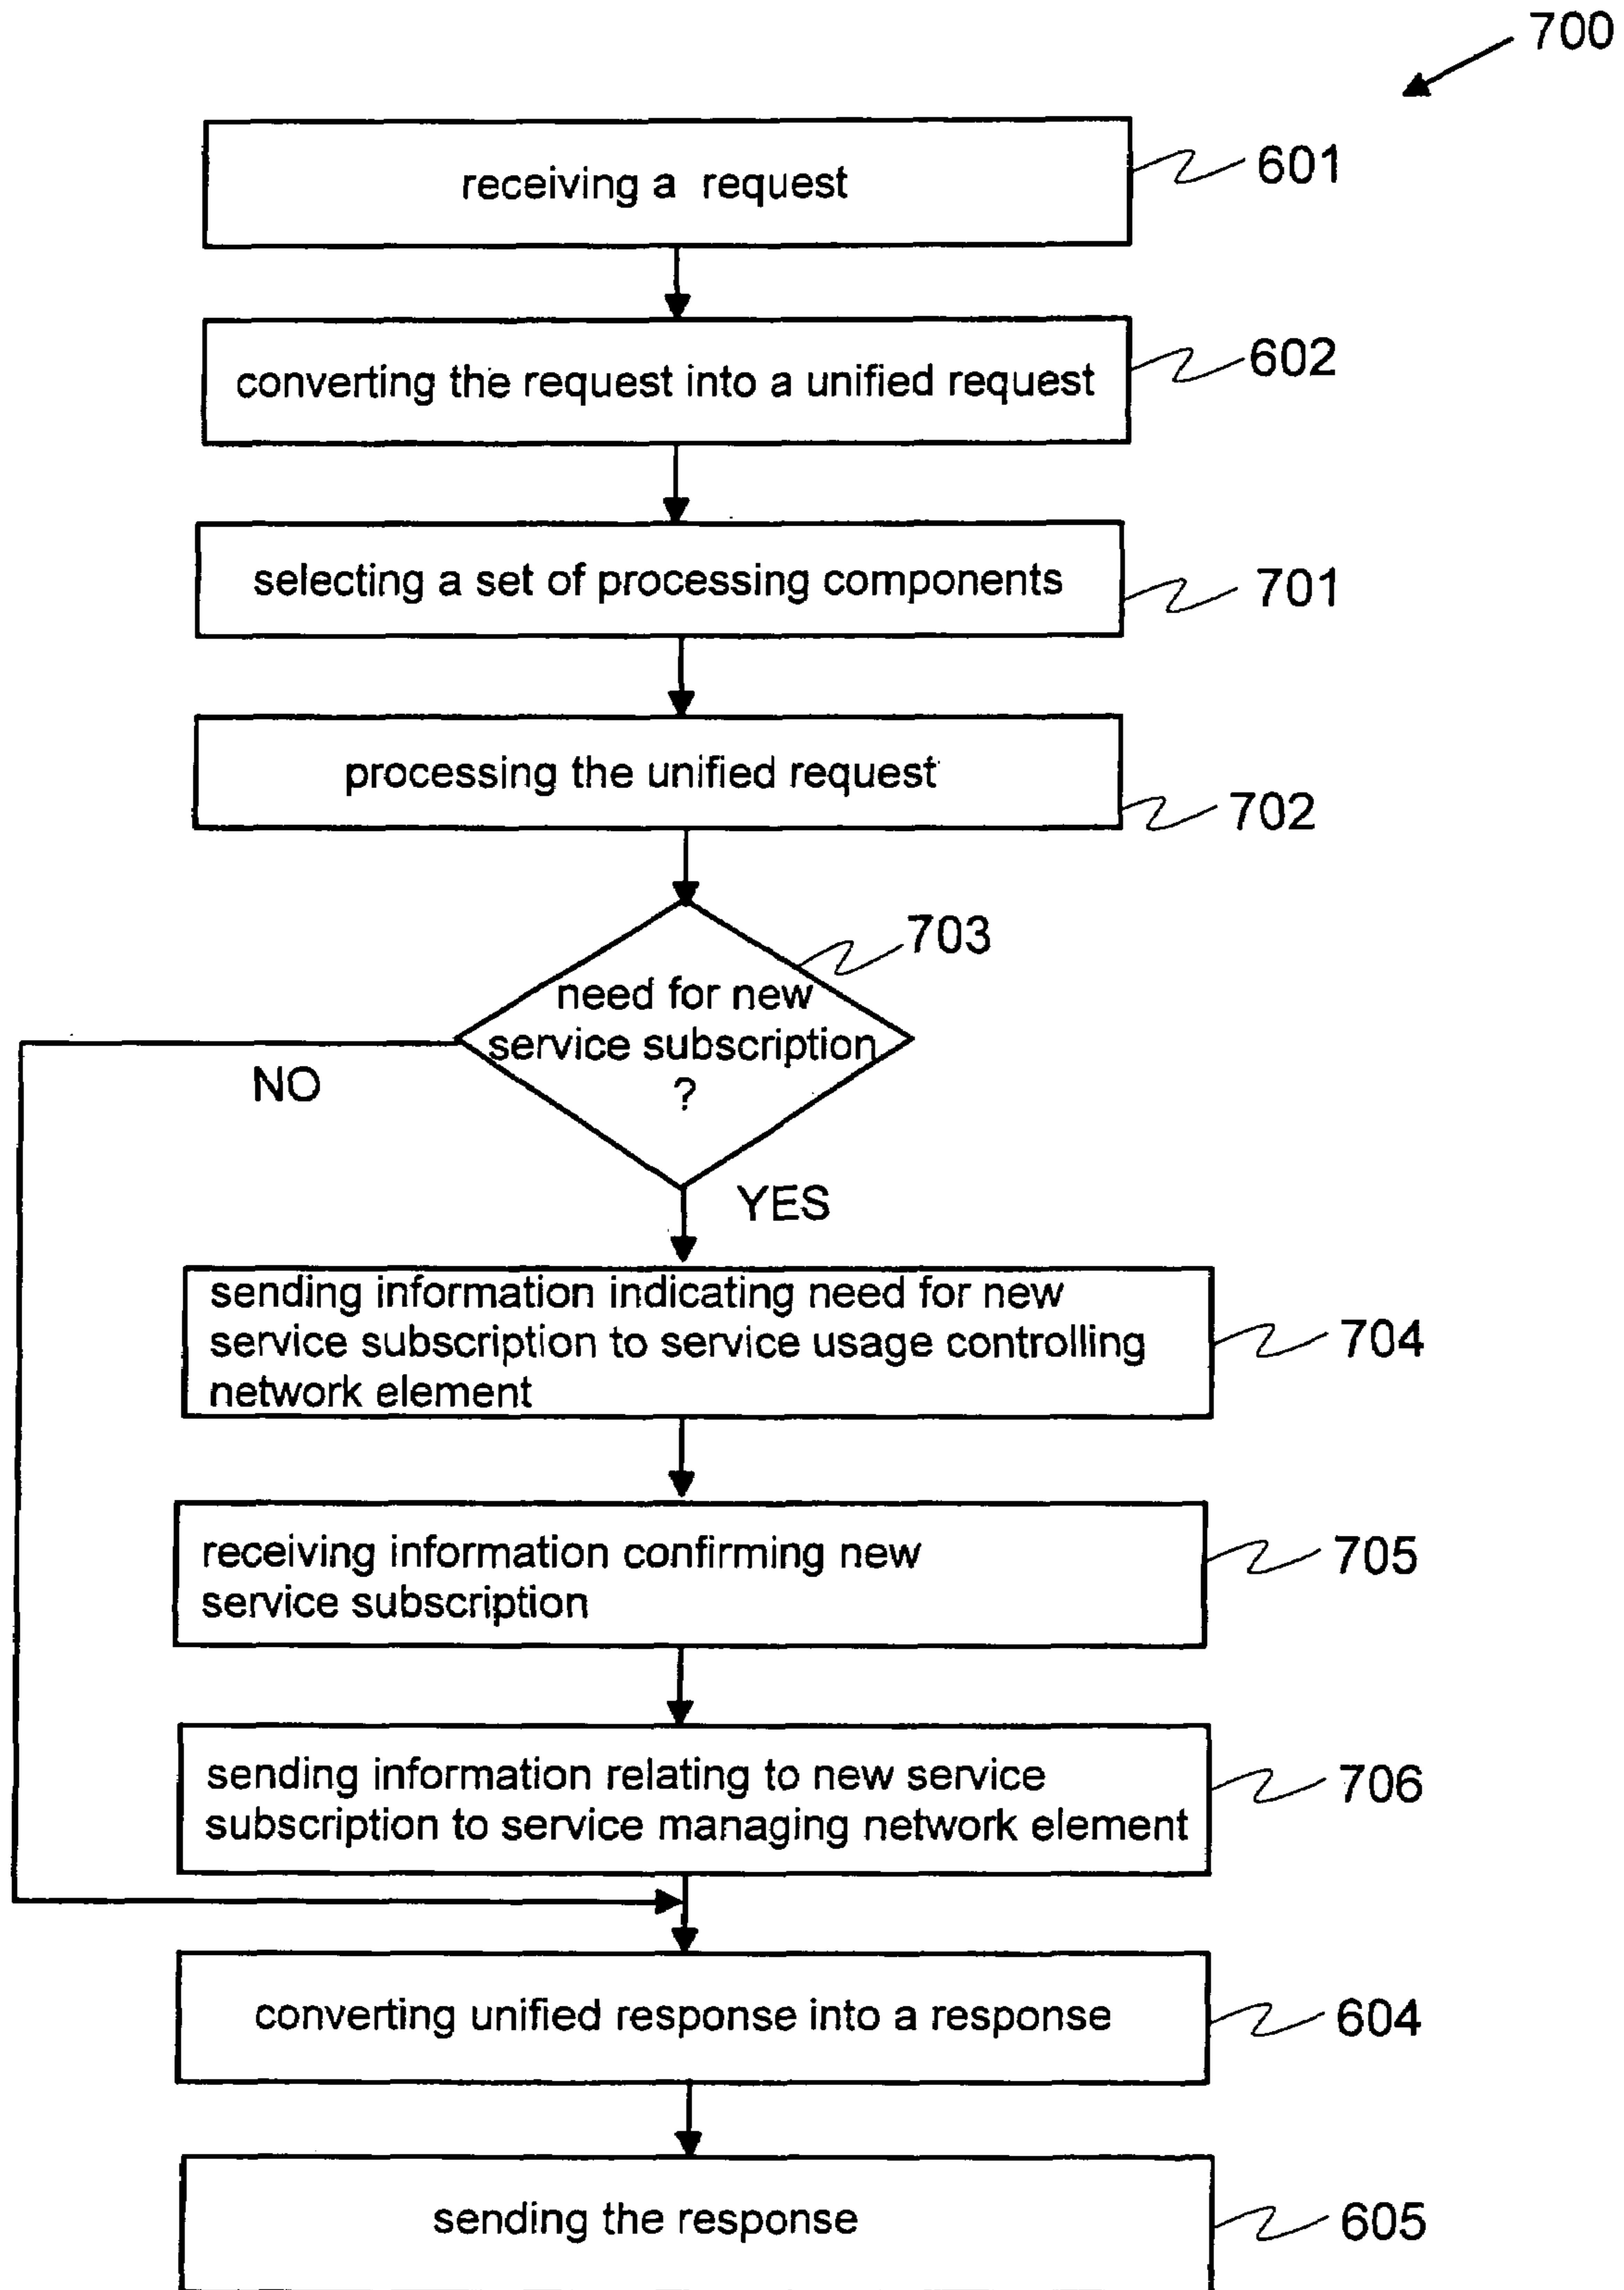 700
receiving a request
601
converting the request into a unified request
602
selecting a set of processing components
701
processing the unified request
702
703
need for new
service subscription
?
NO
YES
sending information indicating need for new
service subscription to service usage controlling
network element
704
receiving information confirming new
service subscription
705
sending information relating to new service
subscription to service managing network element
706
converting unified response into a response
604
sending the response
605